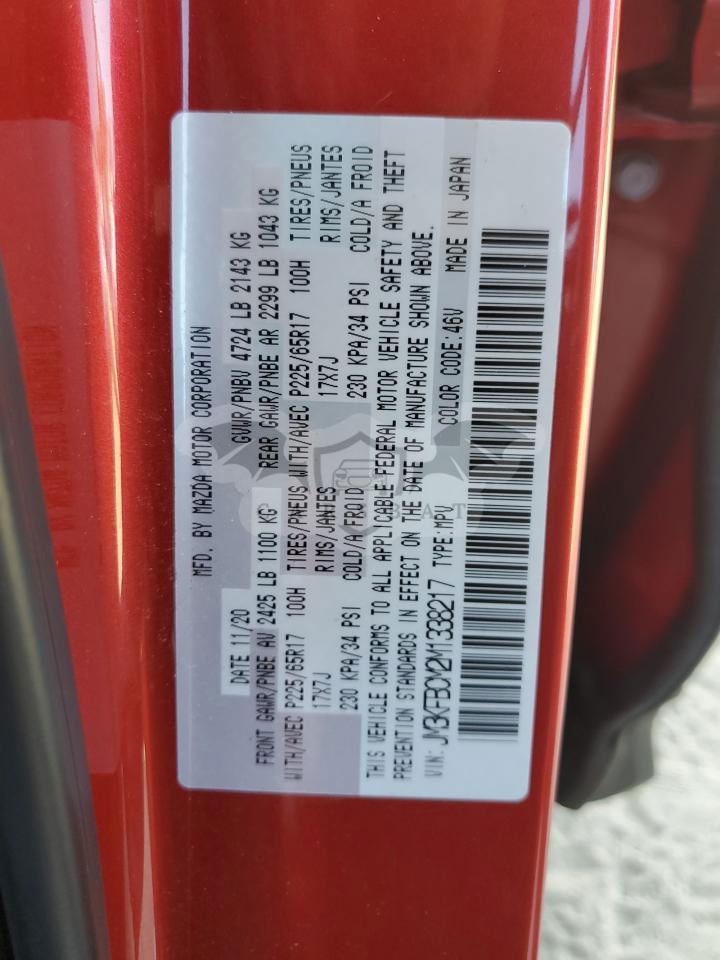 MFD. BY MAZDA MOTOR CORPORATION
DATE 11/20 GVWR/PNBV 4724 LB 2143 KG
FRONT GAWR/PNBE AV 2425 LB 1100 KG REAR GAWR/PNBE AR 2299 LB 1043 KG
WITH/AVEC P225/65R17 100H TIRES/PNEUS WITH/AVEC P225/65R17 100H TIRES/PNEUS
17X7J RIMS/JANTES 17X7J RIMS/JANTES
230 KPA/34 PSI COLD/A FROID 230 KPA/34 PSI COLD/A FROID
THIS VEHICLE CONFORMS TO ALL APPLICABLE FEDERAL MOTOR VEHICLE SAFETY AND THEFT
PREVENTION STANDARDS IN EFFECT ON THE DATE OF MANUFACTURE SHOWN ABOVE.
VIN: JM3KFBCM2M1338217 TYPE:MPV COLOR CODE:46V MADE IN JAPAN